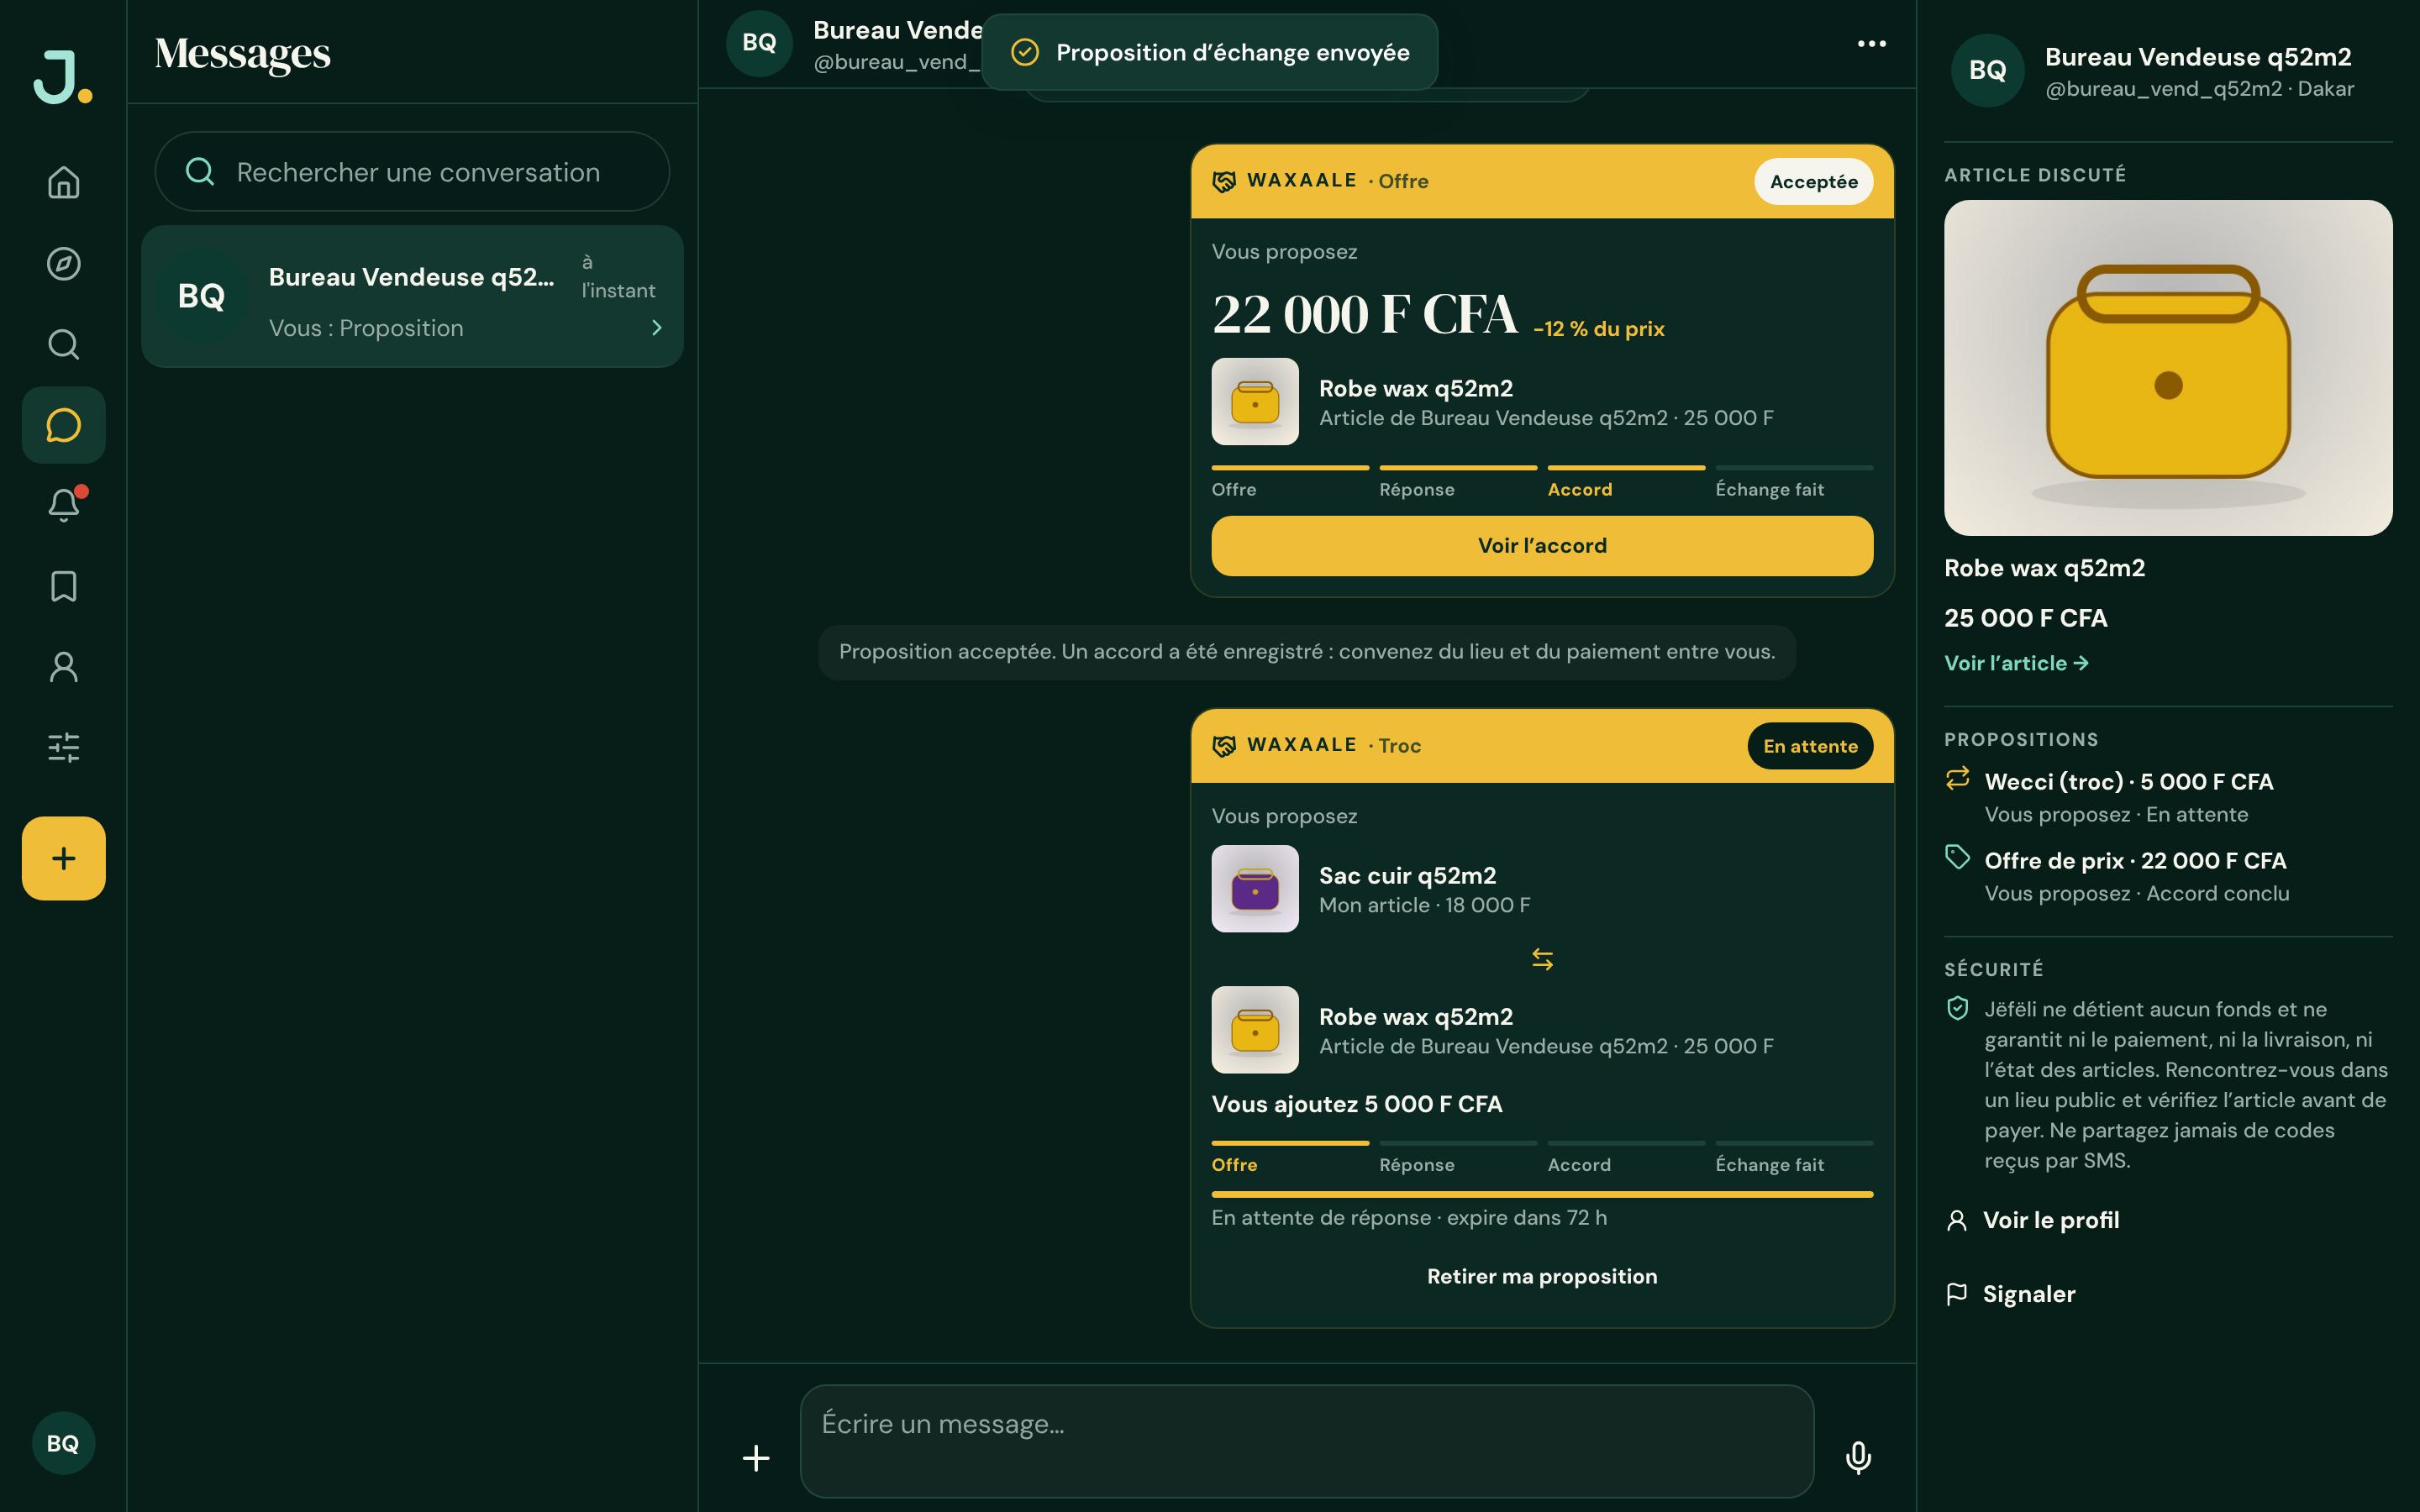 J.
Messages
Rechercher une conversation
BQ
Bureau Vendeuse q52...
à l'instant
Vous : Proposition
BQ
BQ
Bureau Vende
@bureau_vend_
Proposition d’échange envoyée
WAXAALE · Offre
Acceptée
Vous proposez
22 000 F CFA -12 % du prix
Robe wax q52m2
Article de Bureau Vendeuse q52m2 · 25 000 F
Offre
Réponse
Accord
Échange fait
Voir l’accord
Proposition acceptée. Un accord a été enregistré : convenez du lieu et du paiement entre vous.
WAXAALE · Troc
En attente
Vous proposez
Sac cuir q52m2
Mon article · 18 000 F
Robe wax q52m2
Article de Bureau Vendeuse q52m2 · 25 000 F
Vous ajoutez 5 000 F CFA
Offre
Réponse
Accord
Échange fait
En attente de réponse · expire dans 72 h
Retirer ma proposition
Écrire un message...
BQ
Bureau Vendeuse q52m2
@bureau_vend_q52m2 · Dakar
ARTICLE DISCUTÉ
Robe wax q52m2
25 000 F CFA
Voir l’article →
PROPOSITIONS
Wecci (troc) · 5 000 F CFA
Vous proposez · En attente
Offre de prix · 22 000 F CFA
Vous proposez · Accord conclu
SÉCURITÉ
Jëfëli ne détient aucun fonds et ne
garantit ni le paiement, ni la livraison, ni
l’état des articles. Rencontrez-vous dans
un lieu public et vérifiez l’article avant de
payer. Ne partagez jamais de codes
reçus par SMS.
Voir le profil
Signaler